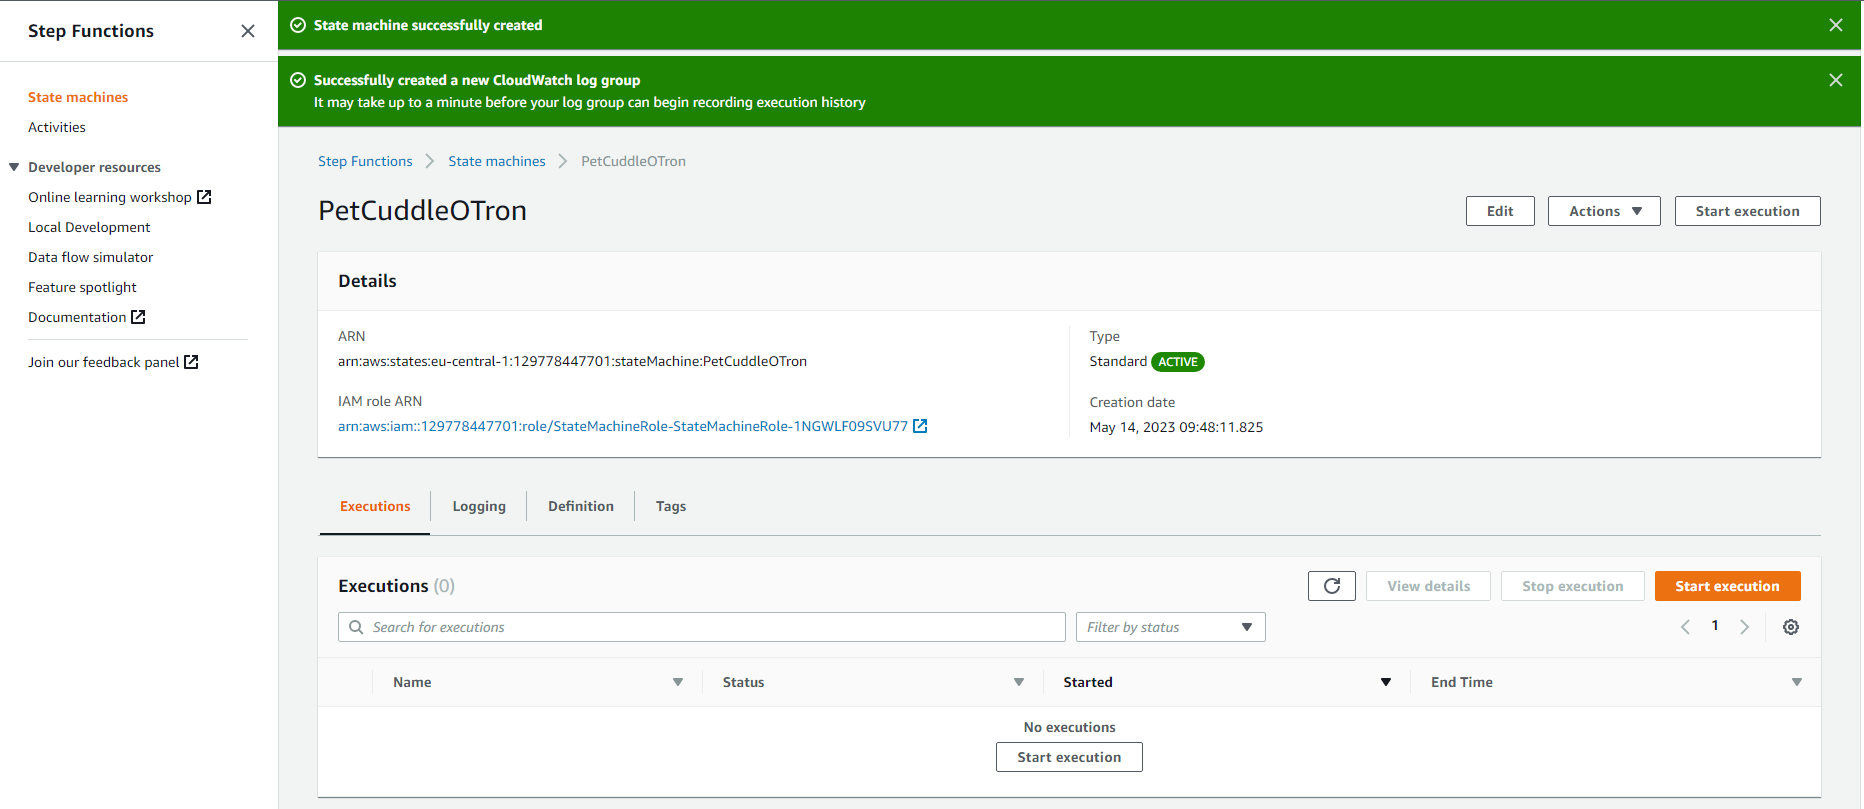 Step Functions
State machines
Activities
Developer resources
Online learning workshop
Local Development
Data flow simulator
Feature spotlight
Documentation
Join our feedback panel
State machine successfully created
Successfully created a new CloudWatch log group
It may take up to a minute before your log group can begin recording execution history
Step Functions State machines PetCuddleOTron
PetCuddleOTron
Edit Actions Start execution
Details
ARN
arn:aws:states:eu-central-1:129778447701:stateMachine:PetCuddleOTron
IAM role ARN
arn:aws:iam::129778447701:role/StateMachineRole-StateMachineRole-1NGWLF09SVU77
Type
Standard ACTIVE
Creation date
May 14, 2023 09:48:11.825
Executions Logging Definition Tags
Executions (0)
View details Stop execution Start execution
Search for executions Filter by status 1
Name Status Started End Time
No executions
Start execution